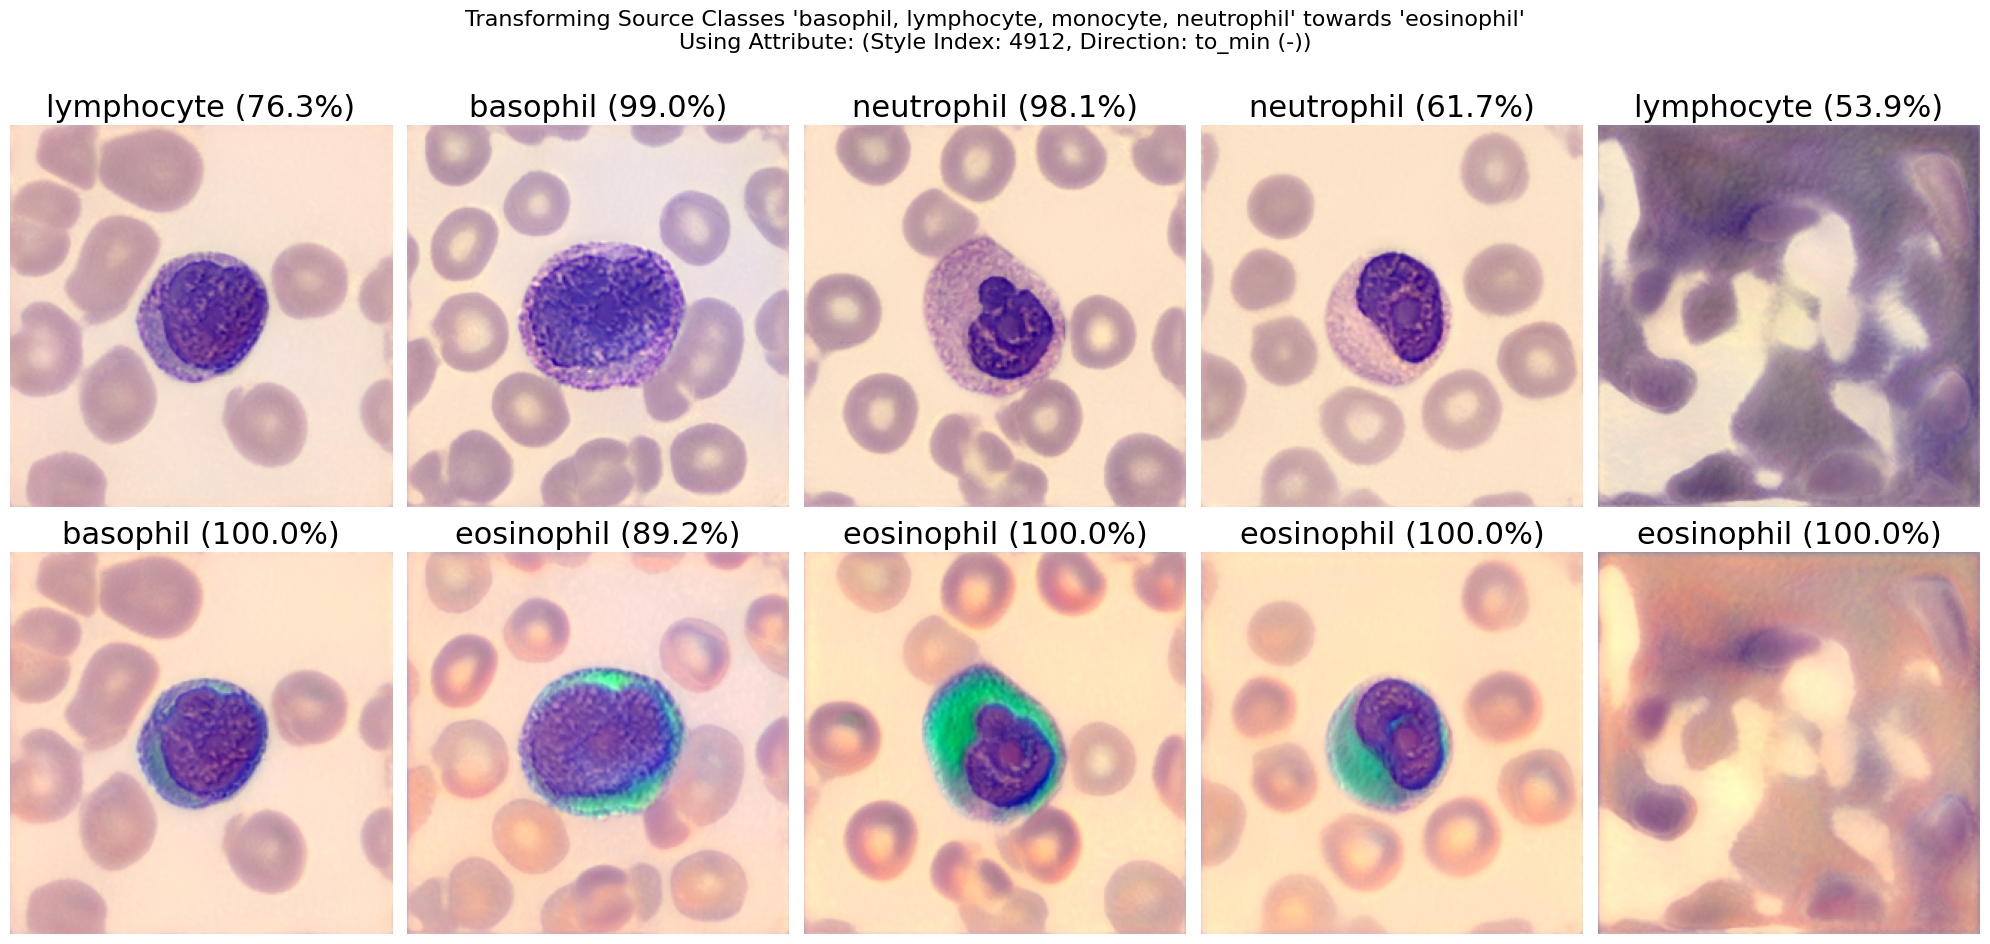 Transforming Source Classes 'basophil, lymphocyte, monocyte, neutrophil' towards 'eosinophil'
Using Attribute: (Style Index: 4912, Direction: to_min (-))
lymphocyte (76.3%)
basophil (99.0%)
neutrophil (98.1%)
neutrophil (61.7%)
lymphocyte (53.9%)
basophil (100.0%)
eosinophil (89.2%)
eosinophil (100.0%)
eosinophil (100.0%)
eosinophil (100.0%)